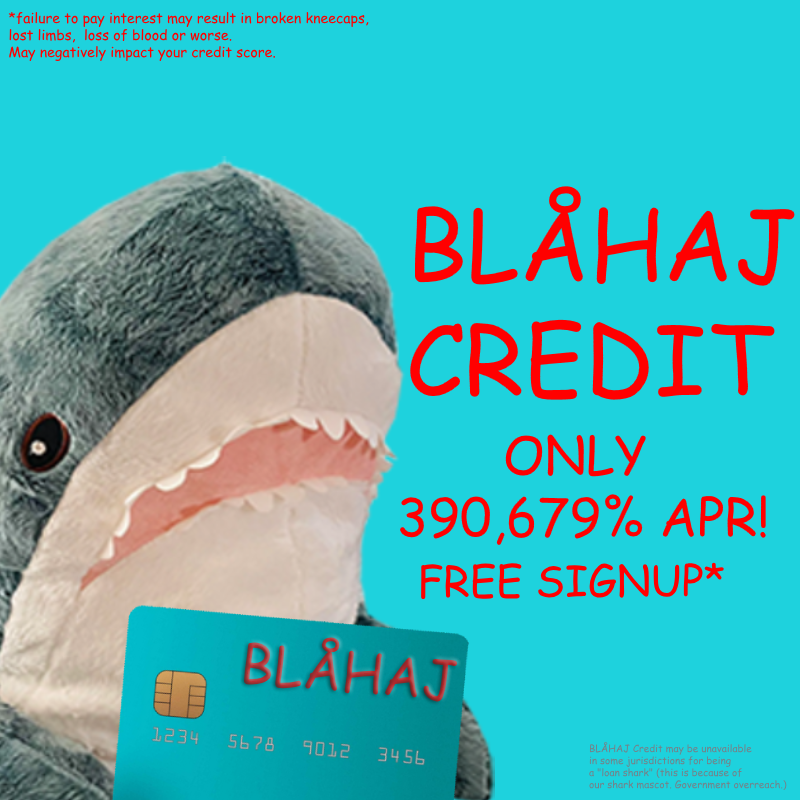 *failure to pay interest may result in broken kneecaps,
lost limbs, loss of blood or worse.
May negatively impact your credit score.
BLÅHAJ
CREDIT
ONLY
390,679% APR!
FREE SIGNUP*
BLÅHAJ
1234 5678 9012 3456
BLÅHAJ Credit may be unavailable
in some jurisdictions for being
a "loan shark" (this is because of
our shark mascot. Government overreach.)